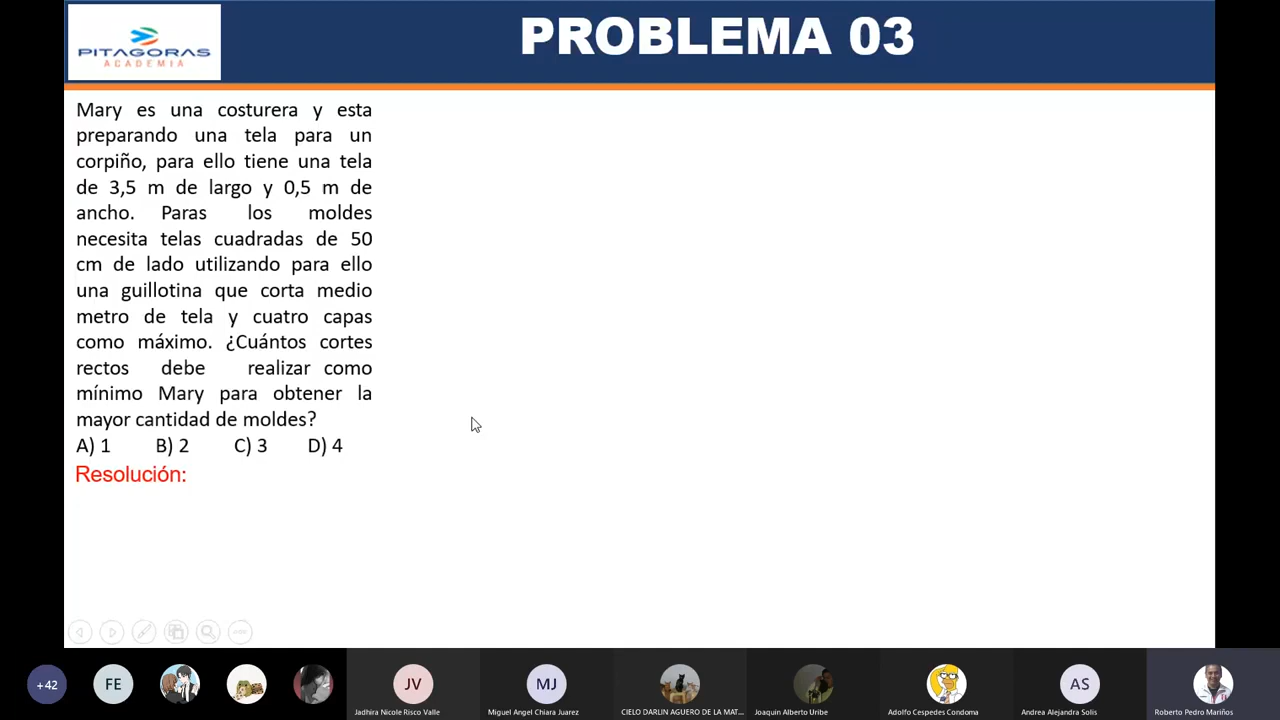 PITAGORAS
ACADEMIA
PROBLEMA 03
Mary es una costurera y esta
preparando una tela para un
corpiño, para ello tiene una tela
de 3,5 m de largo y 0,5 m de
ancho. Paras los moldes
necesita telas cuadradas de 50
cm de lado utilizando para ello
una guillotina que corta medio
metro de tela y cuatro capas
como máximo. ¿Cuántos cortes
rectos debe realizar como
mínimo Mary para obtener la
mayor cantidad de moldes?
A) 1 B) 2 C) 3 D) 4
Resolución:
+42 FE JV MJ AS
Jadhira Nicole Risco Valle Miguel Angel Chiara Juarez CIELO DARLIN AGUERO DE LA MAT... Joaquin Alberto Uribe Adolfo Cespedes Condoma Andrea Alejandra Solis Roberto Pedro Mariños